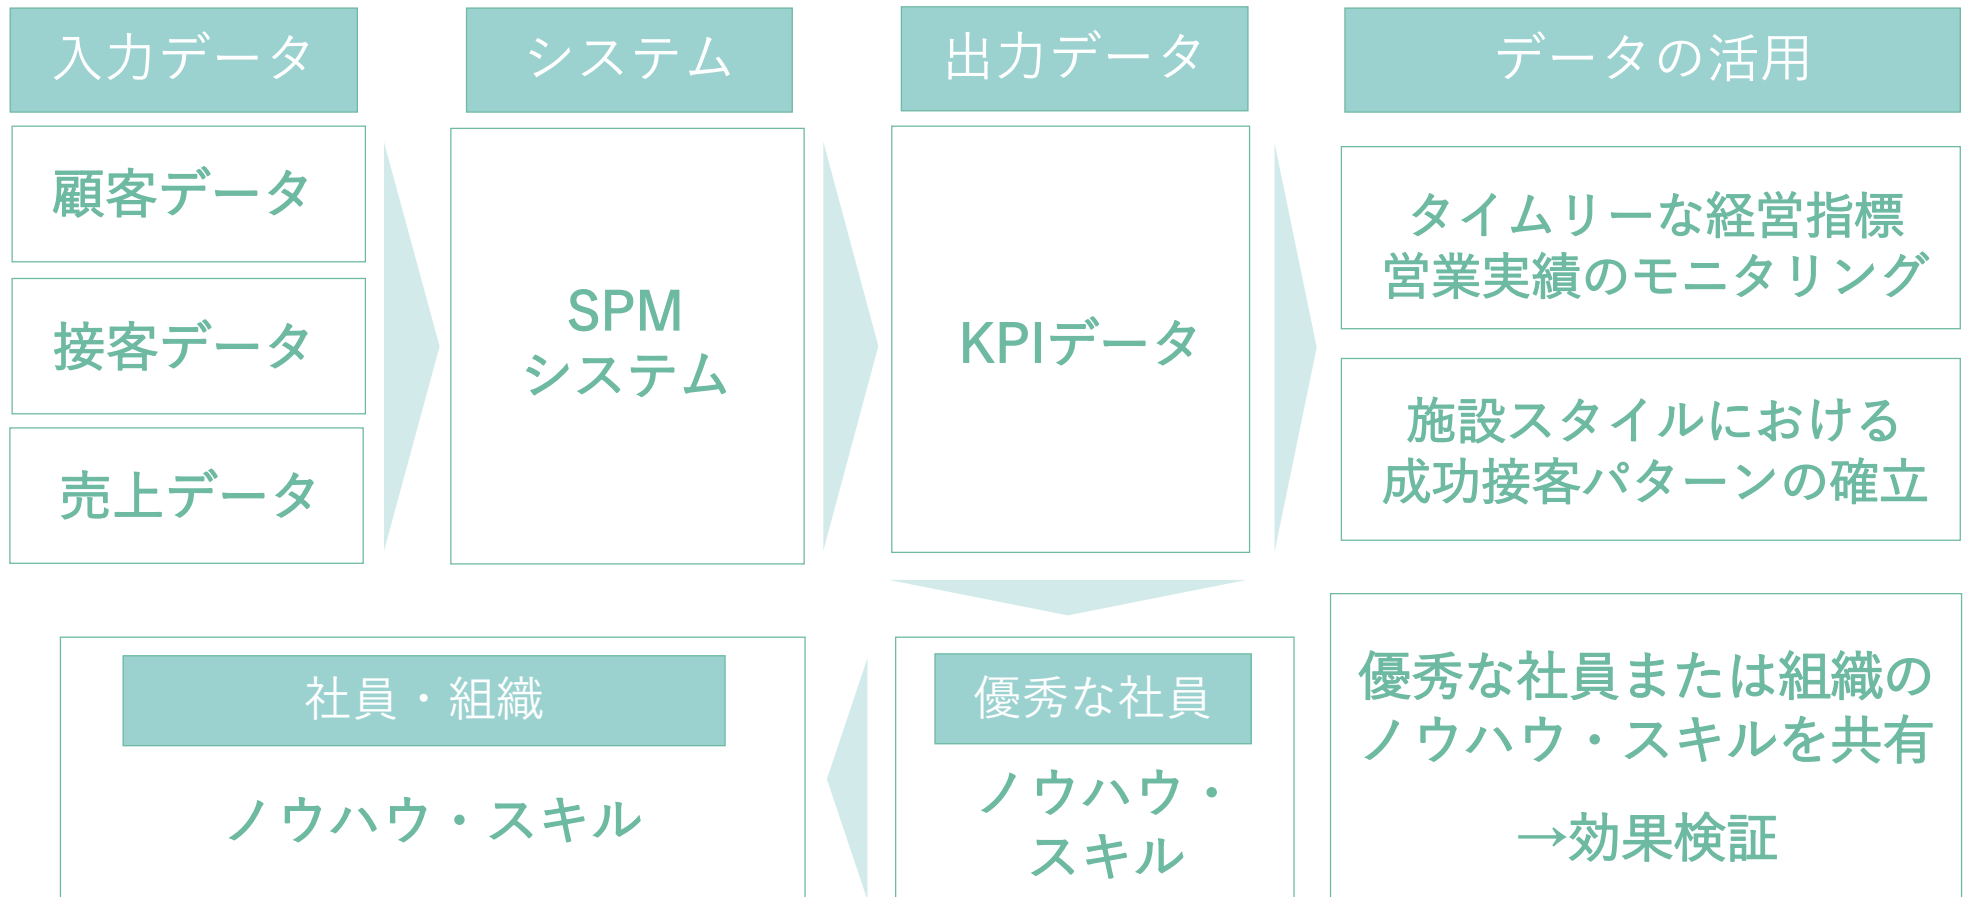 入力データ
システム
出力データ
データの活用
顧客データ
接客データ
売上データ
SPM
システム
KPIデータ
タイムリーな経営指標
営業実績のモニタリング
施設スタイルにおける
成功接客パターンの確立
社員・組織
ノウハウ・スキル
優秀な社員
ノウハウ・
スキル
優秀な社員または組織の
ノウハウ・スキルを共有
→効果検証